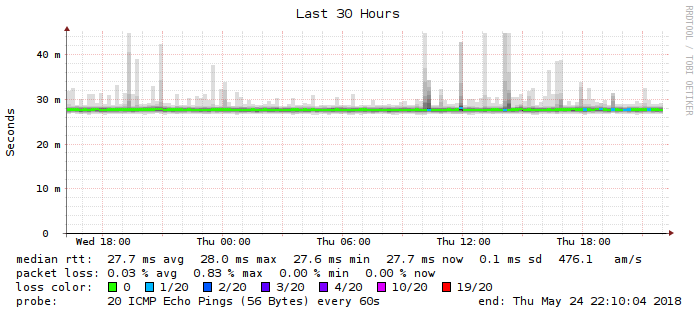 Last 30 Hours
RRDTOOL / TOBI OETIKER
Seconds
40 m
30 m
20 m
10 m
0
Wed 18:00 Thu 00:00 Thu 06:00 Thu 12:00 Thu 18:00
median rtt: 27.7 ms avg 28.0 ms max 27.6 ms min 27.7 ms now 0.1 ms sd 476.1 am/s
packet loss: 0.03 % avg 0.83 % max 0.00 % min 0.00 % now
loss color: 0 1/20 2/20 3/20 4/20 10/20 19/20
probe: 20 ICMP Echo Pings (56 Bytes) every 60s end: Thu May 24 22:10:04 2018